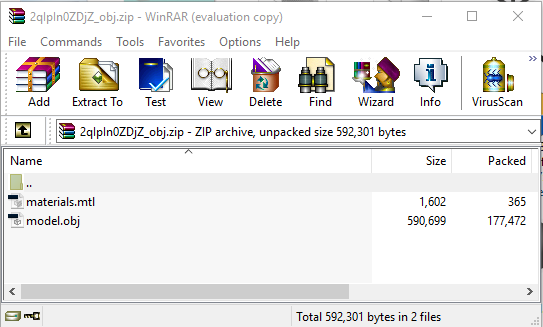 2qlpln0ZDjZ_obj.zip - WinRAR (evaluation copy)
File Commands Tools Favorites Options Help
Add Extract To Test View Delete Find Wizard Info VirusScan
2qlpln0ZDjZ_obj.zip - ZIP archive, unpacked size 592,301 bytes
Name Size Packed
..
materials.mtl 1,602 365
model.obj 590,699 177,472
Total 592,301 bytes in 2 files